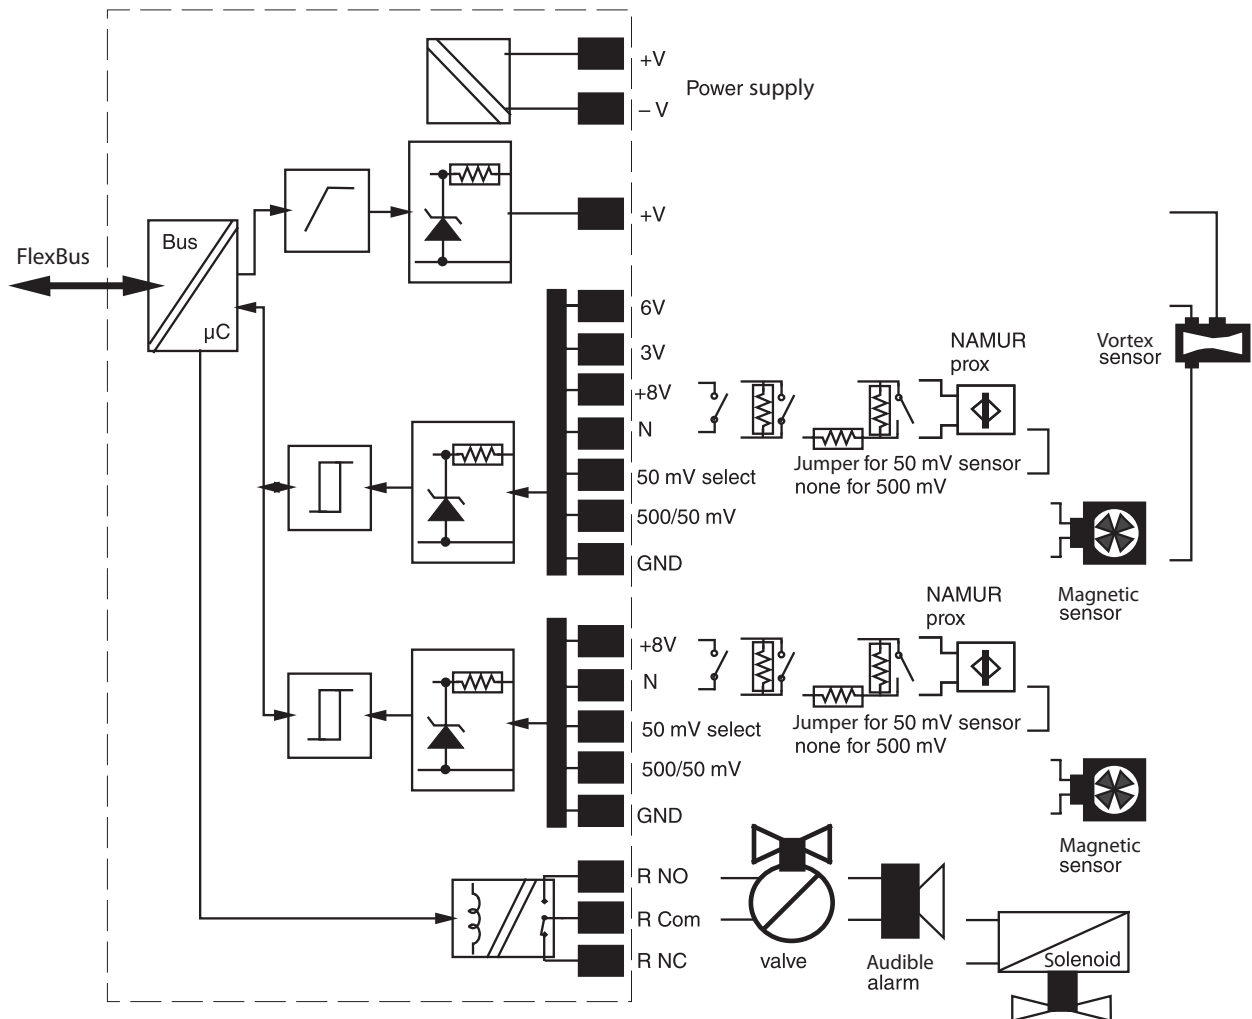 +V
Power supply
– V
+V
Bus
FlexBus
µC
6V
3V
+8V
N
50 mV select
500/50 mV
GND
NAMUR
prox
Vortex
sensor
Jumper for 50 mV sensor
none for 500 mV
Magnetic
sensor
NAMUR
prox
+8V
N
50 mV select
500/50 mV
GND
Jumper for 50 mV sensor
none for 500 mV
Magnetic
sensor
R NO
R Com
R NC
valve
Audible
alarm
Solenoid